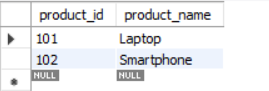 product_id product_name
101 Laptop
102 Smartphone
NULL NULL